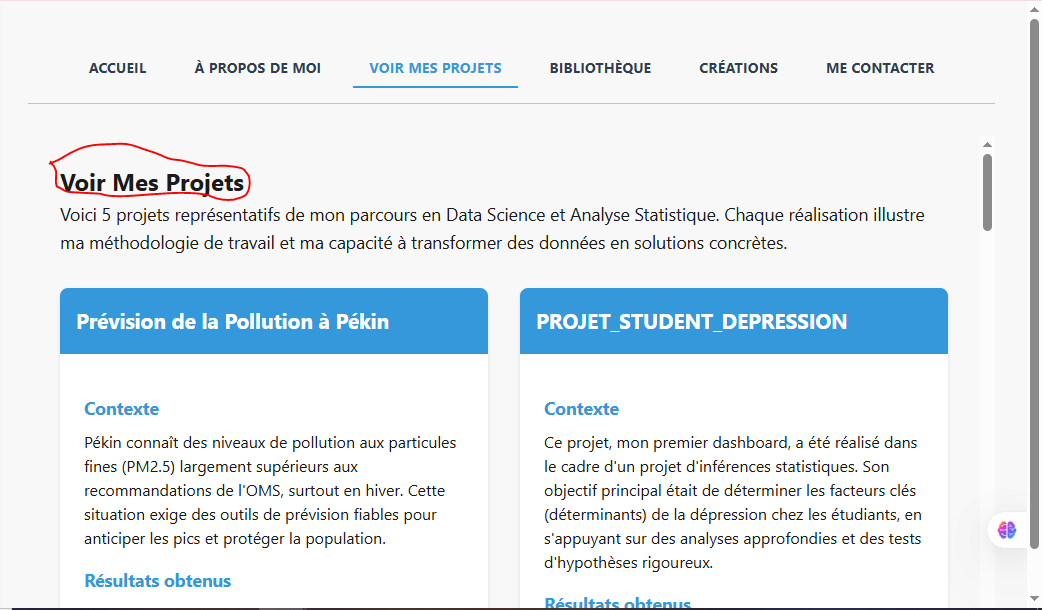 ACCUEIL À PROPOS DE MOI VOIR MES PROJETS BIBLIOTHÈQUE CRÉATIONS ME CONTACTER
Voir Mes Projets
Voici 5 projets représentatifs de mon parcours en Data Science et Analyse Statistique. Chaque réalisation illustre
ma méthodologie de travail et ma capacité à transformer des données en solutions concrètes.
Prévision de la Pollution à Pékin
Contexte
Pékin connaît des niveaux de pollution aux particules
fines (PM2.5) largement supérieurs aux
recommandations de l'OMS, surtout en hiver. Cette
situation exige des outils de prévision fiables pour
anticiper les pics et protéger la population.
Résultats obtenus
PROJET_STUDENT_DEPRESSION
Contexte
Ce projet, mon premier dashboard, a été réalisé dans
le cadre d'un projet d'inférences statistiques. Son
objectif principal était de déterminer les facteurs clés
(déterminants) de la dépression chez les étudiants, en
s'appuyant sur des analyses approfondies et des tests
d'hypothèses rigoureux.
Résultats obtenus